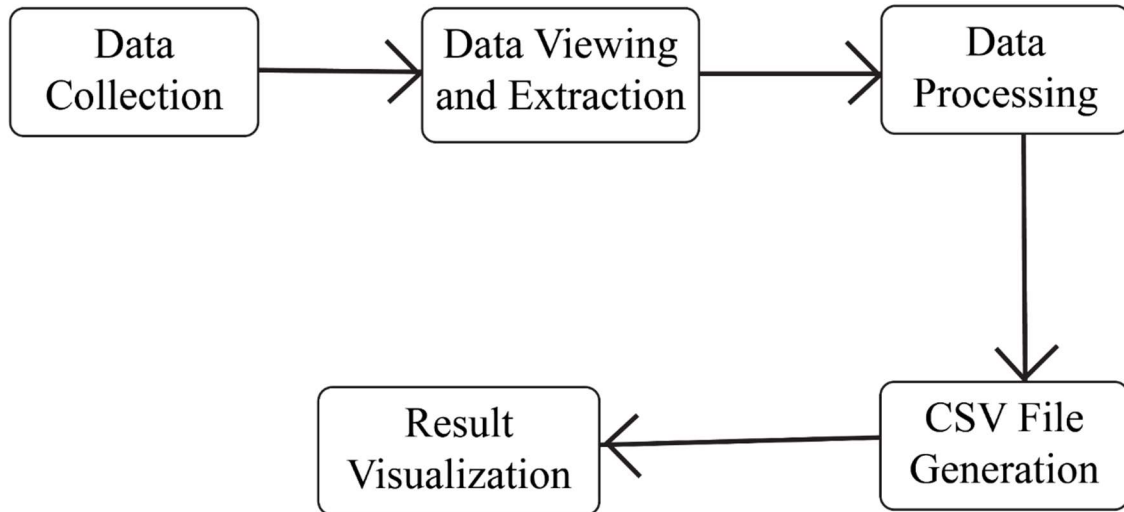 Data
Collection
Data Viewing
and Extraction
Data
Processing
CSV File
Generation
Result
Visualization